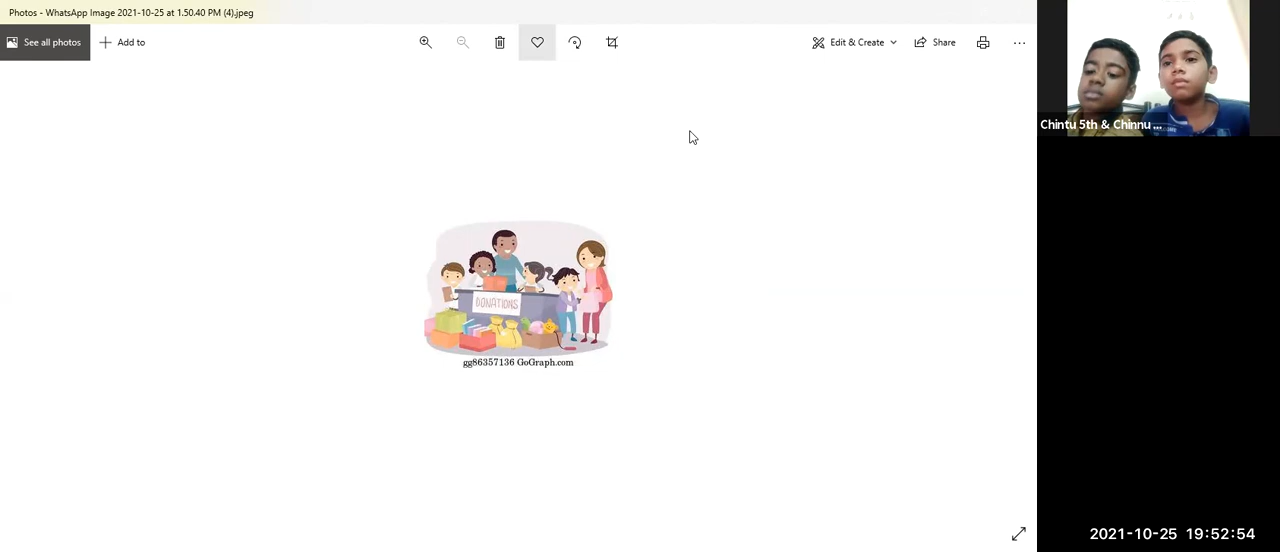 Photos - WhatsApp Image 2021-10-25 at 1.50.40 PM (4).jpeg
See all photos
Add to
Edit & Create
Share
DONATIONS
gg86357136 GoGraph.com
Chintu 5th & Chinnu ...
2021-10-25 19:52:54